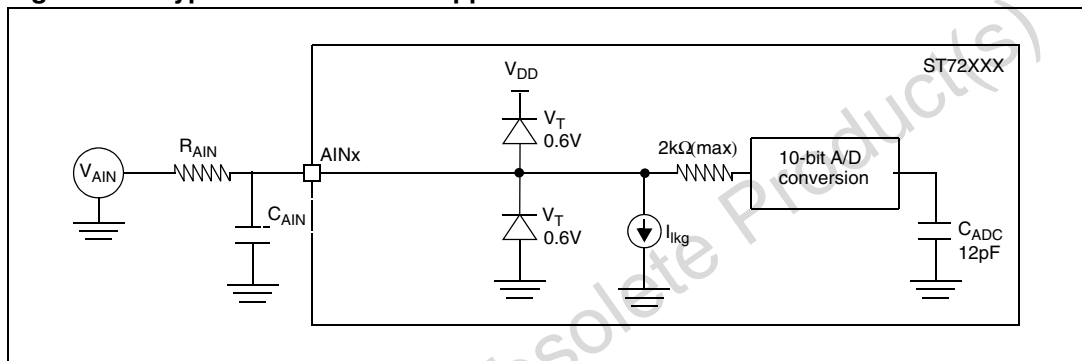 ST72XXX
V_DD
V_T
0.6V
R_AIN
AINx
2kΩ(max)
10-bit A/D
conversion
V_AIN
C_AIN
V_T
0.6V
I_lkg
C_ADC
12pF
obsolete Product(s)